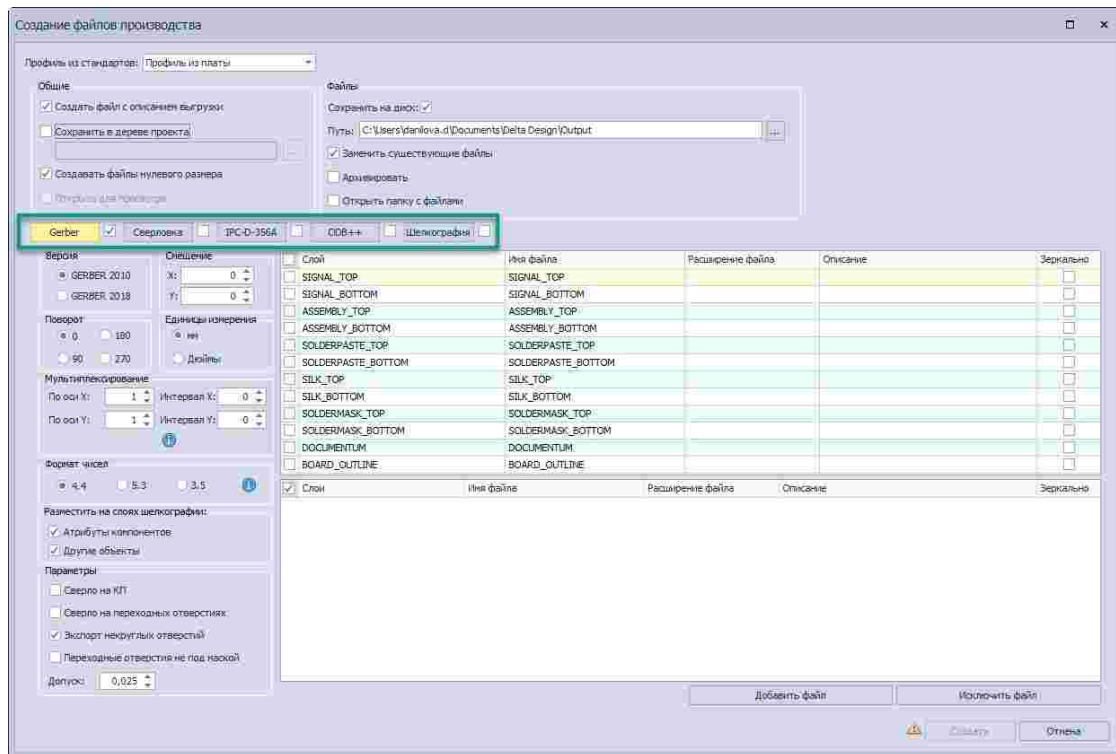 Создание файлов производства
Профиль из стандартов: Профиль из платы
Общие
Создать файл с описанием выгрузки
Сохранить в дереве проекта
...
Создавать файлы нулевого размера
Открыть для просмотра
Файлы
Сохранить на диск:
Путь: C:\Users\danilova.d\Documents\Delta Design\Output ...
Заменить существующие файлы
Архивировать
Открыть папку с файлами
Gerber Сверловка IPC-D-356A ODB++ Шелкография
Версия
GERBER 2010
GERBER 2018
Смещение
X: 0
Y: 0
Поворот
0 180
90 270
Единицы измерения
мм
Дюймы
Мультиплексирование
По оси X: 1 Интервал X: 0
По оси Y: 1 Интервал Y: 0
Формат чисел
4.4 5.3 3.5
Разместить на слоях шелкографии:
Атрибуты компонентов
Другие объекты
Параметры
Сверло на КП
Сверло на переходных отверстиях
Экспорт некруглых отверстий
Переходные отверстия не под маской
Допуск: 0,025
Слой Имя файла Расширение файла Описание Зеркально
SIGNAL_TOP SIGNAL_TOP
SIGNAL_BOTTOM SIGNAL_BOTTOM
ASSEMBLY_TOP ASSEMBLY_TOP
ASSEMBLY_BOTTOM ASSEMBLY_BOTTOM
SOLDERPASTE_TOP SOLDERPASTE_TOP
SOLDERPASTE_BOTTOM SOLDERPASTE_BOTTOM
SILK_TOP SILK_TOP
SILK_BOTTOM SILK_BOTTOM
SOLDERMASK_TOP SOLDERMASK_TOP
SOLDERMASK_BOTTOM SOLDERMASK_BOTTOM
DOCUMENTUM DOCUMENTUM
BOARD_OUTLINE BOARD_OUTLINE
Слои Имя файла Расширение файла Описание Зеркально
Добавить файл Исключить файл
Создать Отмена